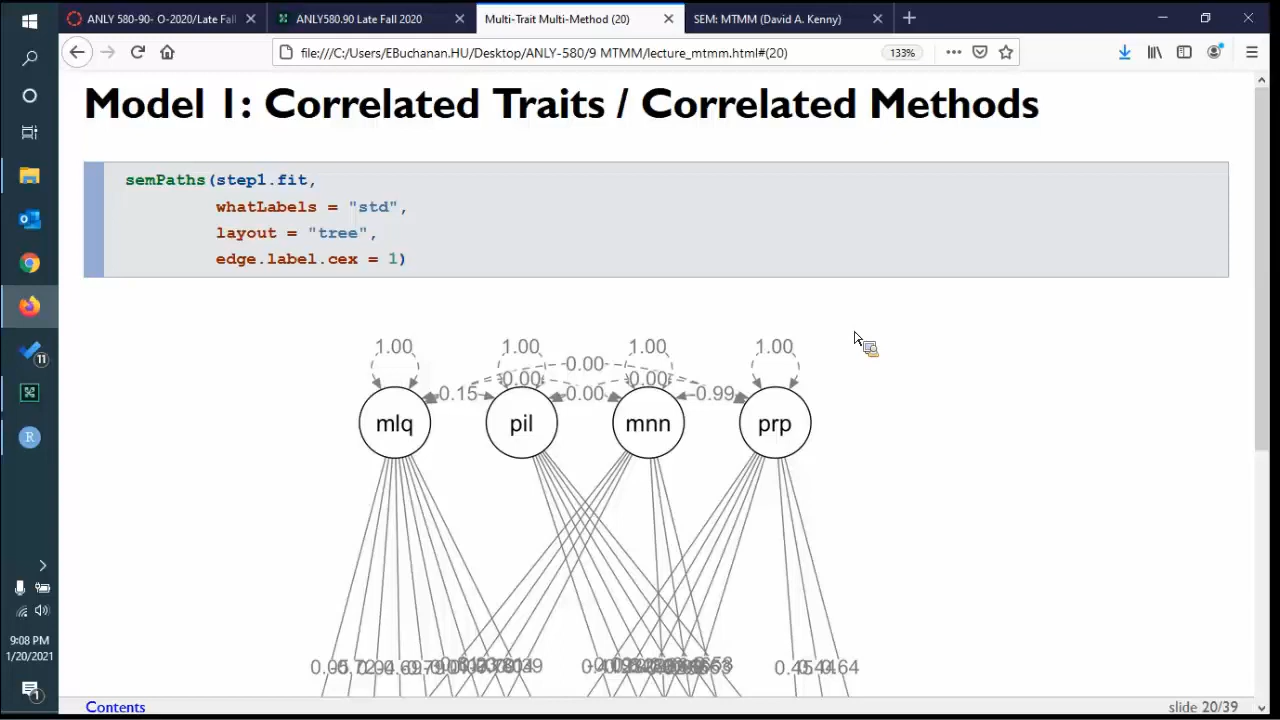 ANLY 580-90- O-2020/Late Fall
ANLY580.90 Late Fall 2020
Multi-Trait Multi-Method (20)
SEM: MTMM (David A. Kenny)
file:///C:/Users/EBuchanan.HU/Desktop/ANLY-580/9 MTMM/lecture_mtmm.html#(20)
133%
Model 1: Correlated Traits / Correlated Methods
semPaths(step1.fit,
whatLabels = "std",
layout = "tree",
edge.label.cex = 1)
1.00 1.00 1.00 1.00
0.00
0.00 0.00
0.15 0.00 0.99
mlq pil mnn prp
11
9:08 PM
1/20/2021
1
Contents
slide 20/39